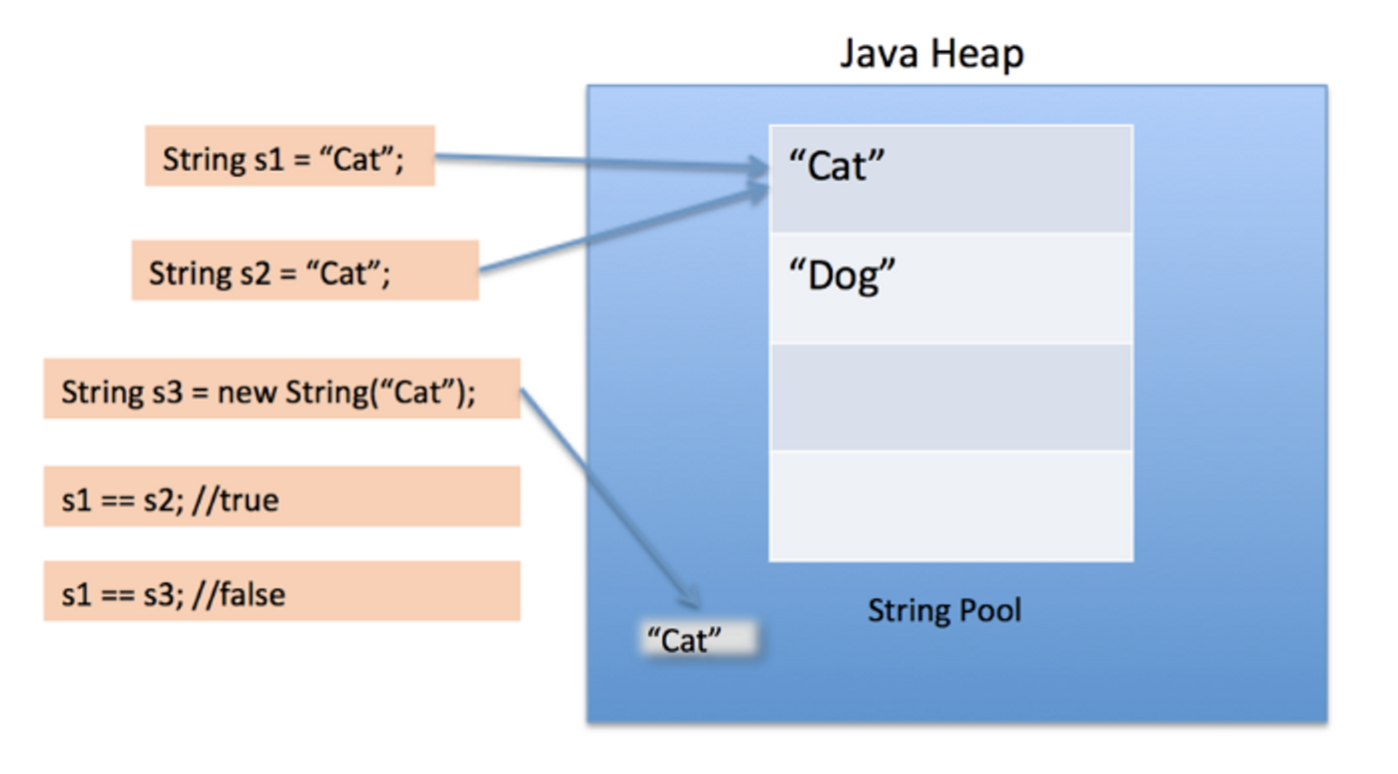 Java Heap
String s1 = “Cat”;
“Cat”
String s2 = “Cat”;
“Dog”
String s3 = new String(“Cat”);
s1 == s2; //true
s1 == s3; //false
String Pool
“Cat”